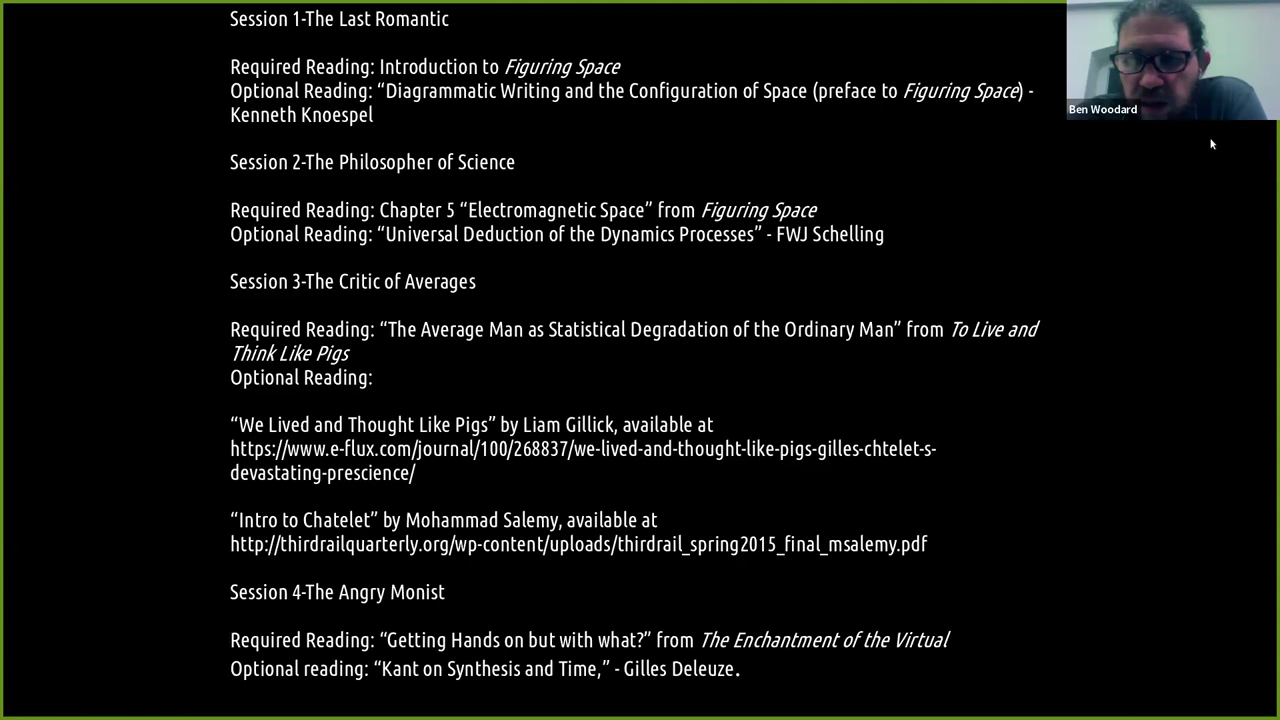 Session 1-The Last Romantic
Required Reading: Introduction to Figuring Space
Optional Reading: “Diagrammatic Writing and the Configuration of Space (preface to Figuring Space) -
Kenneth Knoespel
Session 2-The Philosopher of Science
Required Reading: Chapter 5 “Electromagnetic Space” from Figuring Space
Optional Reading: “Universal Deduction of the Dynamics Processes” - FWJ Schelling
Session 3-The Critic of Averages
Required Reading: “The Average Man as Statistical Degradation of the Ordinary Man” from To Live and
Think Like Pigs
Optional Reading:
“We Lived and Thought Like Pigs” by Liam Gillick, available at
https://www.e-flux.com/journal/100/268837/we-lived-and-thought-like-pigs-gilles-chtelet-s-
devastating-prescience/
“Intro to Chatelet” by Mohammad Salemy, available at
http://thirdrailquarterly.org/wp-content/uploads/thirdrail_spring2015_final_msalemy.pdf
Session 4-The Angry Monist
Required Reading: “Getting Hands on but with what?” from The Enchantment of the Virtual
Optional reading: “Kant on Synthesis and Time,” - Gilles Deleuze.
Ben Woodard